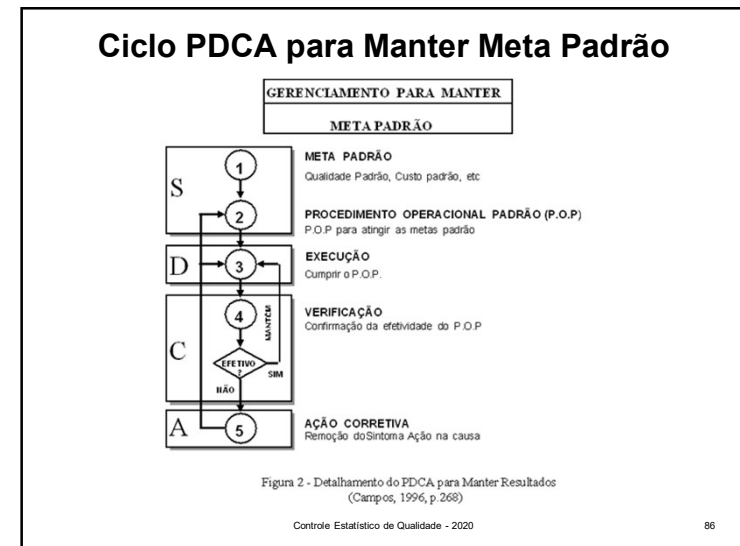 Ciclo PDCA para Manter Meta Padrão
GERENCIAMENTO PARA MANTER
META PADRÃO
S
1
META PADRÃO
Qualidade Padrão, Custo padrão, etc
2
PROCEDIMENTO OPERACIONAL PADRÃO (P.O.P)
P.O.P para atingir as metas padrão
D
3
EXECUÇÃO
Cumprir o P.O.P.
C
4
MANTÉM
VERIFICAÇÃO
Confirmação da efetividade do P.O.P
EFETIVO
?
SIM
NÃO
A
5
AÇÃO CORRETIVA
Remoção doSintoma Ação na causa
Figura 2 - Detalhamento do PDCA para Manter Resultados
(Campos, 1996, p.268)
Controle Estatístico de Qualidade - 2020
86